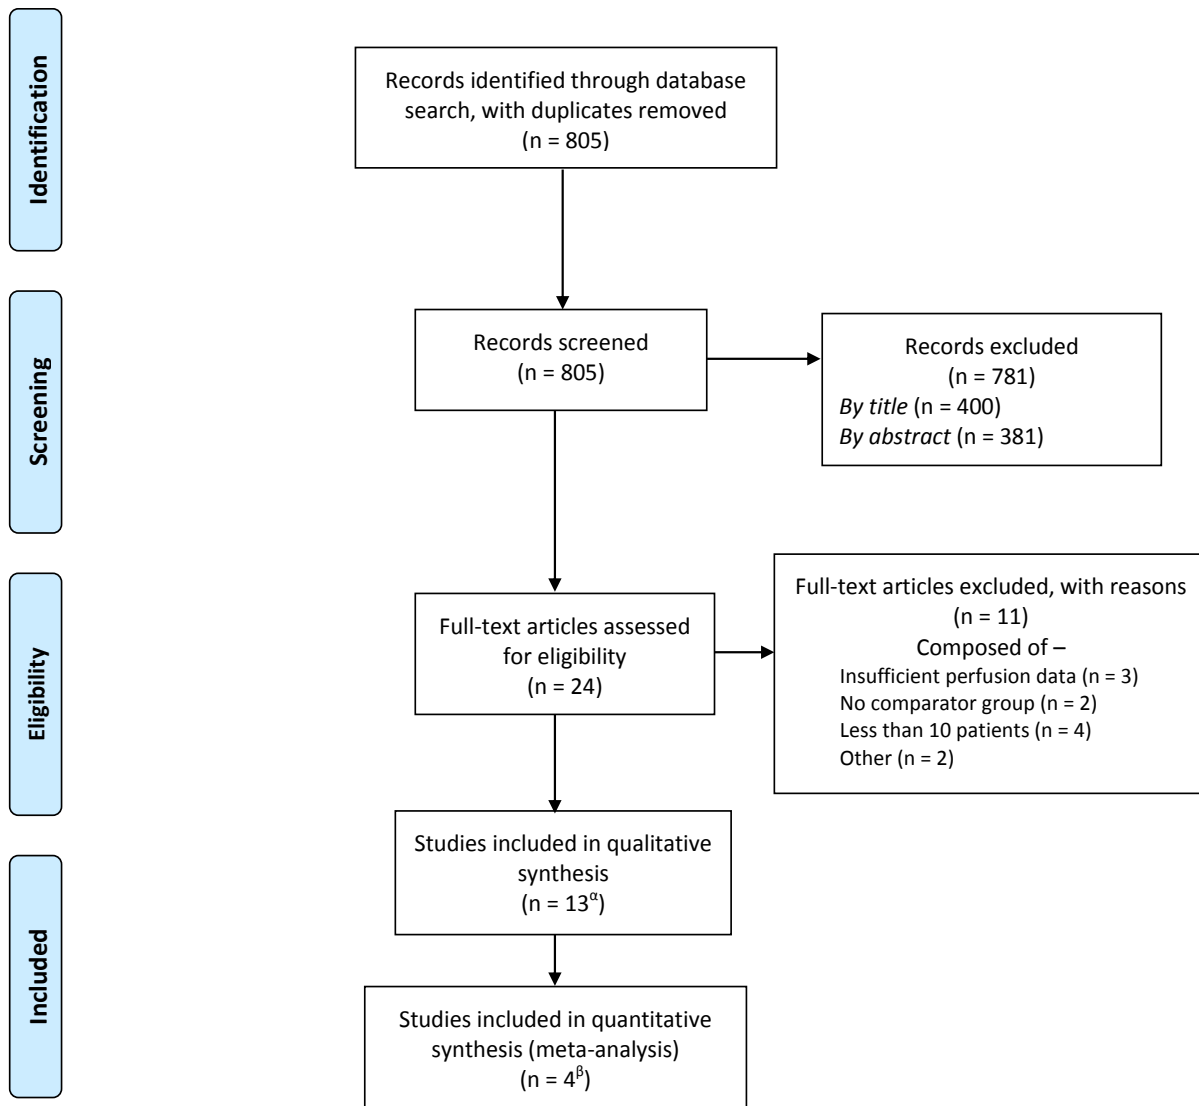 Identification
Records identified through database
search, with duplicates removed
(n = 805)
Screening
Records screened
(n = 805)
Records excluded
(n = 781)
By title (n = 400)
By abstract (n = 381)
Eligibility
Full-text articles assessed
for eligibility
(n = 24)
Full-text articles excluded, with reasons
(n = 11)
Composed of –
Insufficient perfusion data (n = 3)
No comparator group (n = 2)
Less than 10 patients (n = 4)
Other (n = 2)
Included
Studies included in qualitative
synthesis
(n = 13ᵅ)
Studies included in quantitative
synthesis (meta-analysis)
(n = 4ᵝ)